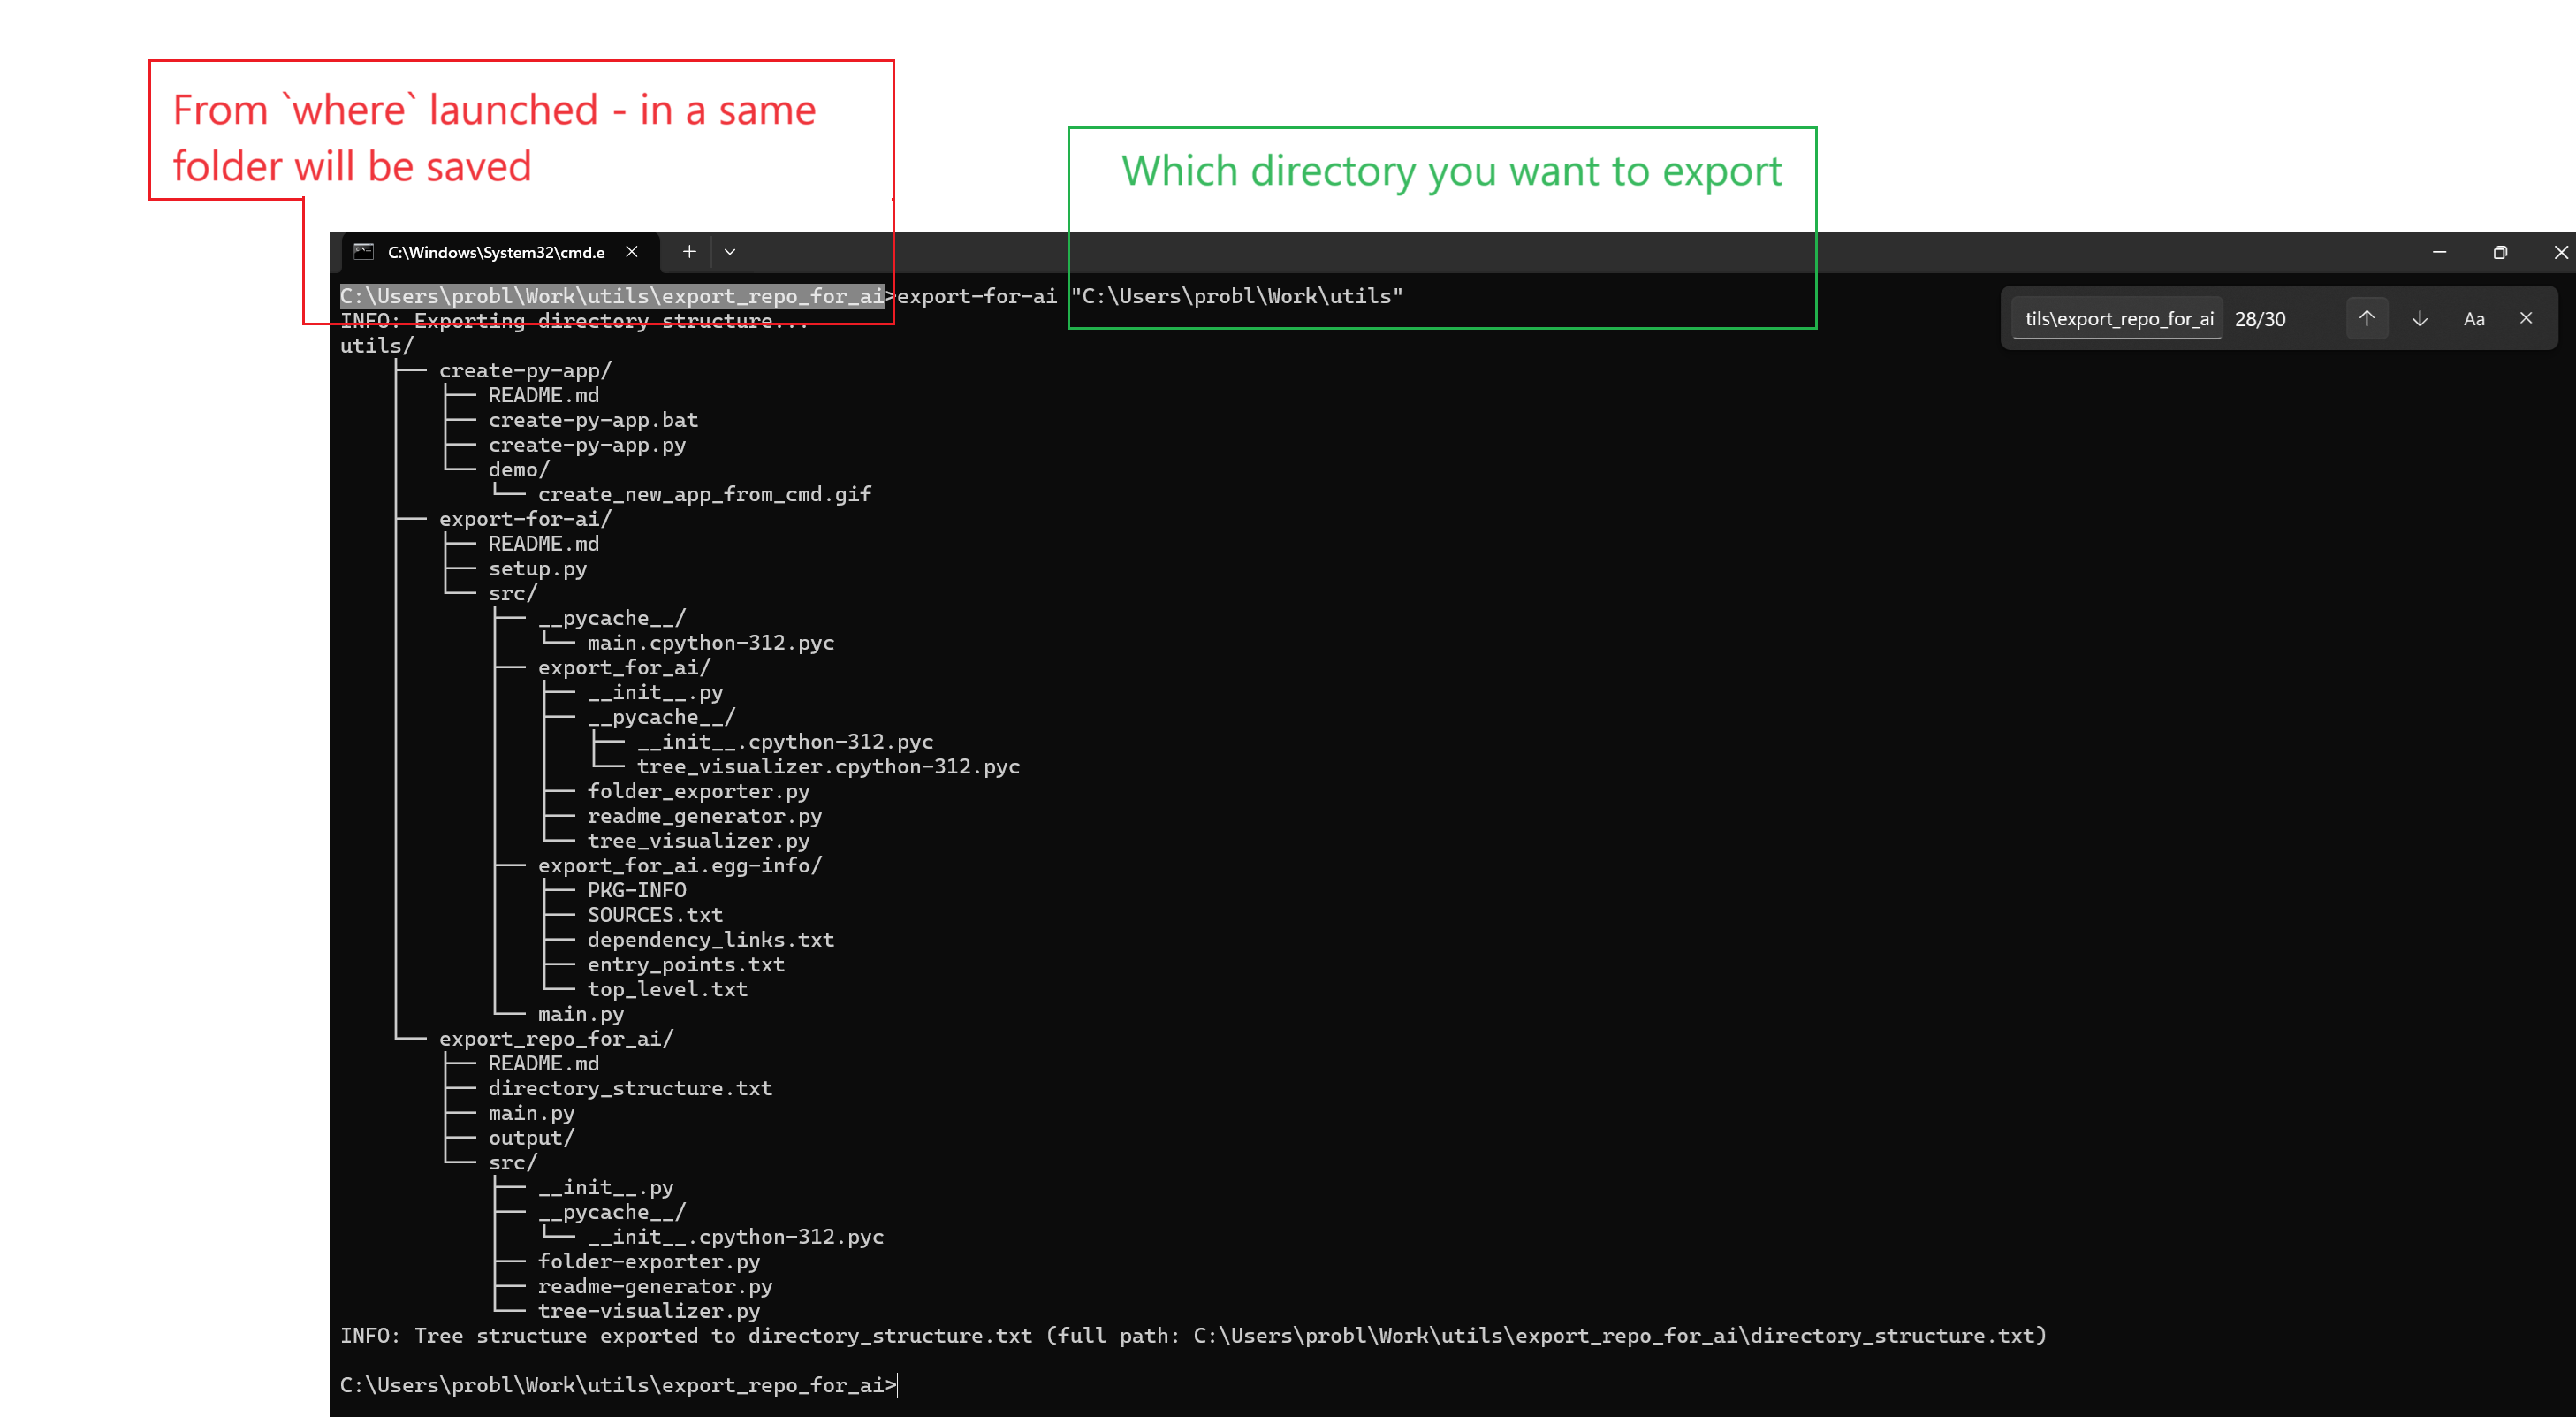 From `where` launched - in a same
folder will be saved
Which directory you want to export
C:\Windows\System32\cmd.e
C:\Users\probl\Work\utils\export_repo_for_ai>export-for-ai "C:\Users\probl\Work\utils"
tils\export_repo_for_ai 28/30 Aa
INFO: Exporting directory structure...
utils/
├── create-py-app/
│   ├── README.md
│   ├── create-py-app.bat
│   ├── create-py-app.py
│   └── demo/
│       └── create_new_app_from_cmd.gif
├── export-for-ai/
│   ├── README.md
│   ├── setup.py
│   └── src/
│       ├── __pycache__/
│       │   └── main.cpython-312.pyc
│       ├── export_for_ai/
│       │   ├── __init__.py
│       │   ├── __pycache__/
│       │   │   ├── __init__.cpython-312.pyc
│       │   │   └── tree_visualizer.cpython-312.pyc
│       │   ├── folder_exporter.py
│       │   ├── readme_generator.py
│       │   └── tree_visualizer.py
│       ├── export_for_ai.egg-info/
│       │   ├── PKG-INFO
│       │   ├── SOURCES.txt
│       │   ├── dependency_links.txt
│       │   ├── entry_points.txt
│       │   └── top_level.txt
│       └── main.py
└── export_repo_for_ai/
    ├── README.md
    ├── directory_structure.txt
    ├── main.py
    ├── output/
    └── src/
        ├── __init__.py
        ├── __pycache__/
        │   └── __init__.cpython-312.pyc
        ├── folder-exporter.py
        ├── readme-generator.py
        └── tree-visualizer.py
INFO: Tree structure exported to directory_structure.txt (full path: C:\Users\probl\Work\utils\export_repo_for_ai\directory_structure.txt)
C:\Users\probl\Work\utils\export_repo_for_ai>